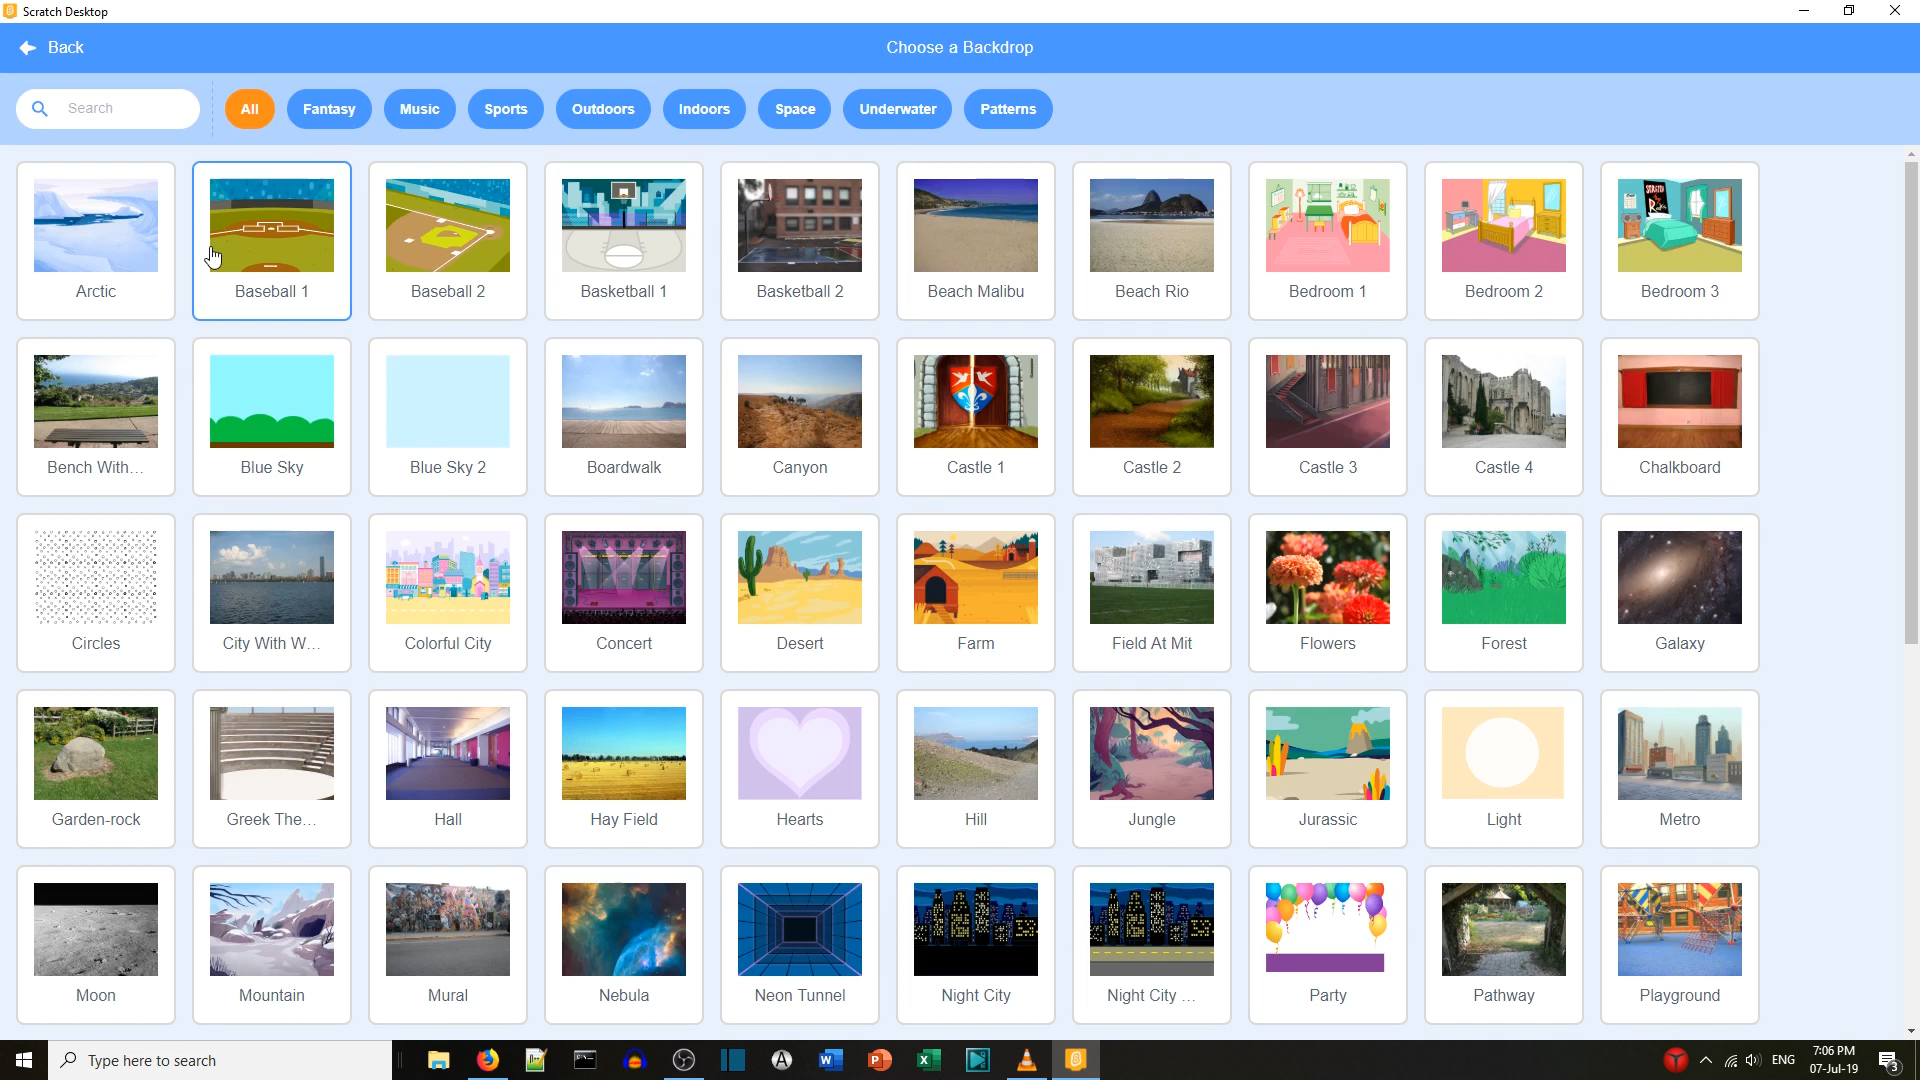 Scratch Desktop
Back
Choose a Backdrop
Search
All
Fantasy
Music
Sports
Outdoors
Indoors
Space
Underwater
Patterns
SCRATCH
Rocks
Arctic
Baseball 1
Baseball 2
Basketball 1
Basketball 2
Beach Malibu
Beach Rio
Bedroom 1
Bedroom 2
Bedroom 3
Bench With...
Blue Sky
Blue Sky 2
Boardwalk
Canyon
Castle 1
Castle 2
Castle 3
Castle 4
Chalkboard
Circles
City With W...
Colorful City
Concert
Desert
Farm
Field At Mit
Flowers
Forest
Galaxy
Garden-rock
Greek The...
Hall
Hay Field
Hearts
Hill
Jungle
Jurassic
Light
Metro
Moon
Mountain
Mural
Nebula
Neon Tunnel
Night City
Night City ...
Party
Pathway
Playground
Type here to search
ENG
7:06 PM
07-Jul-19
3